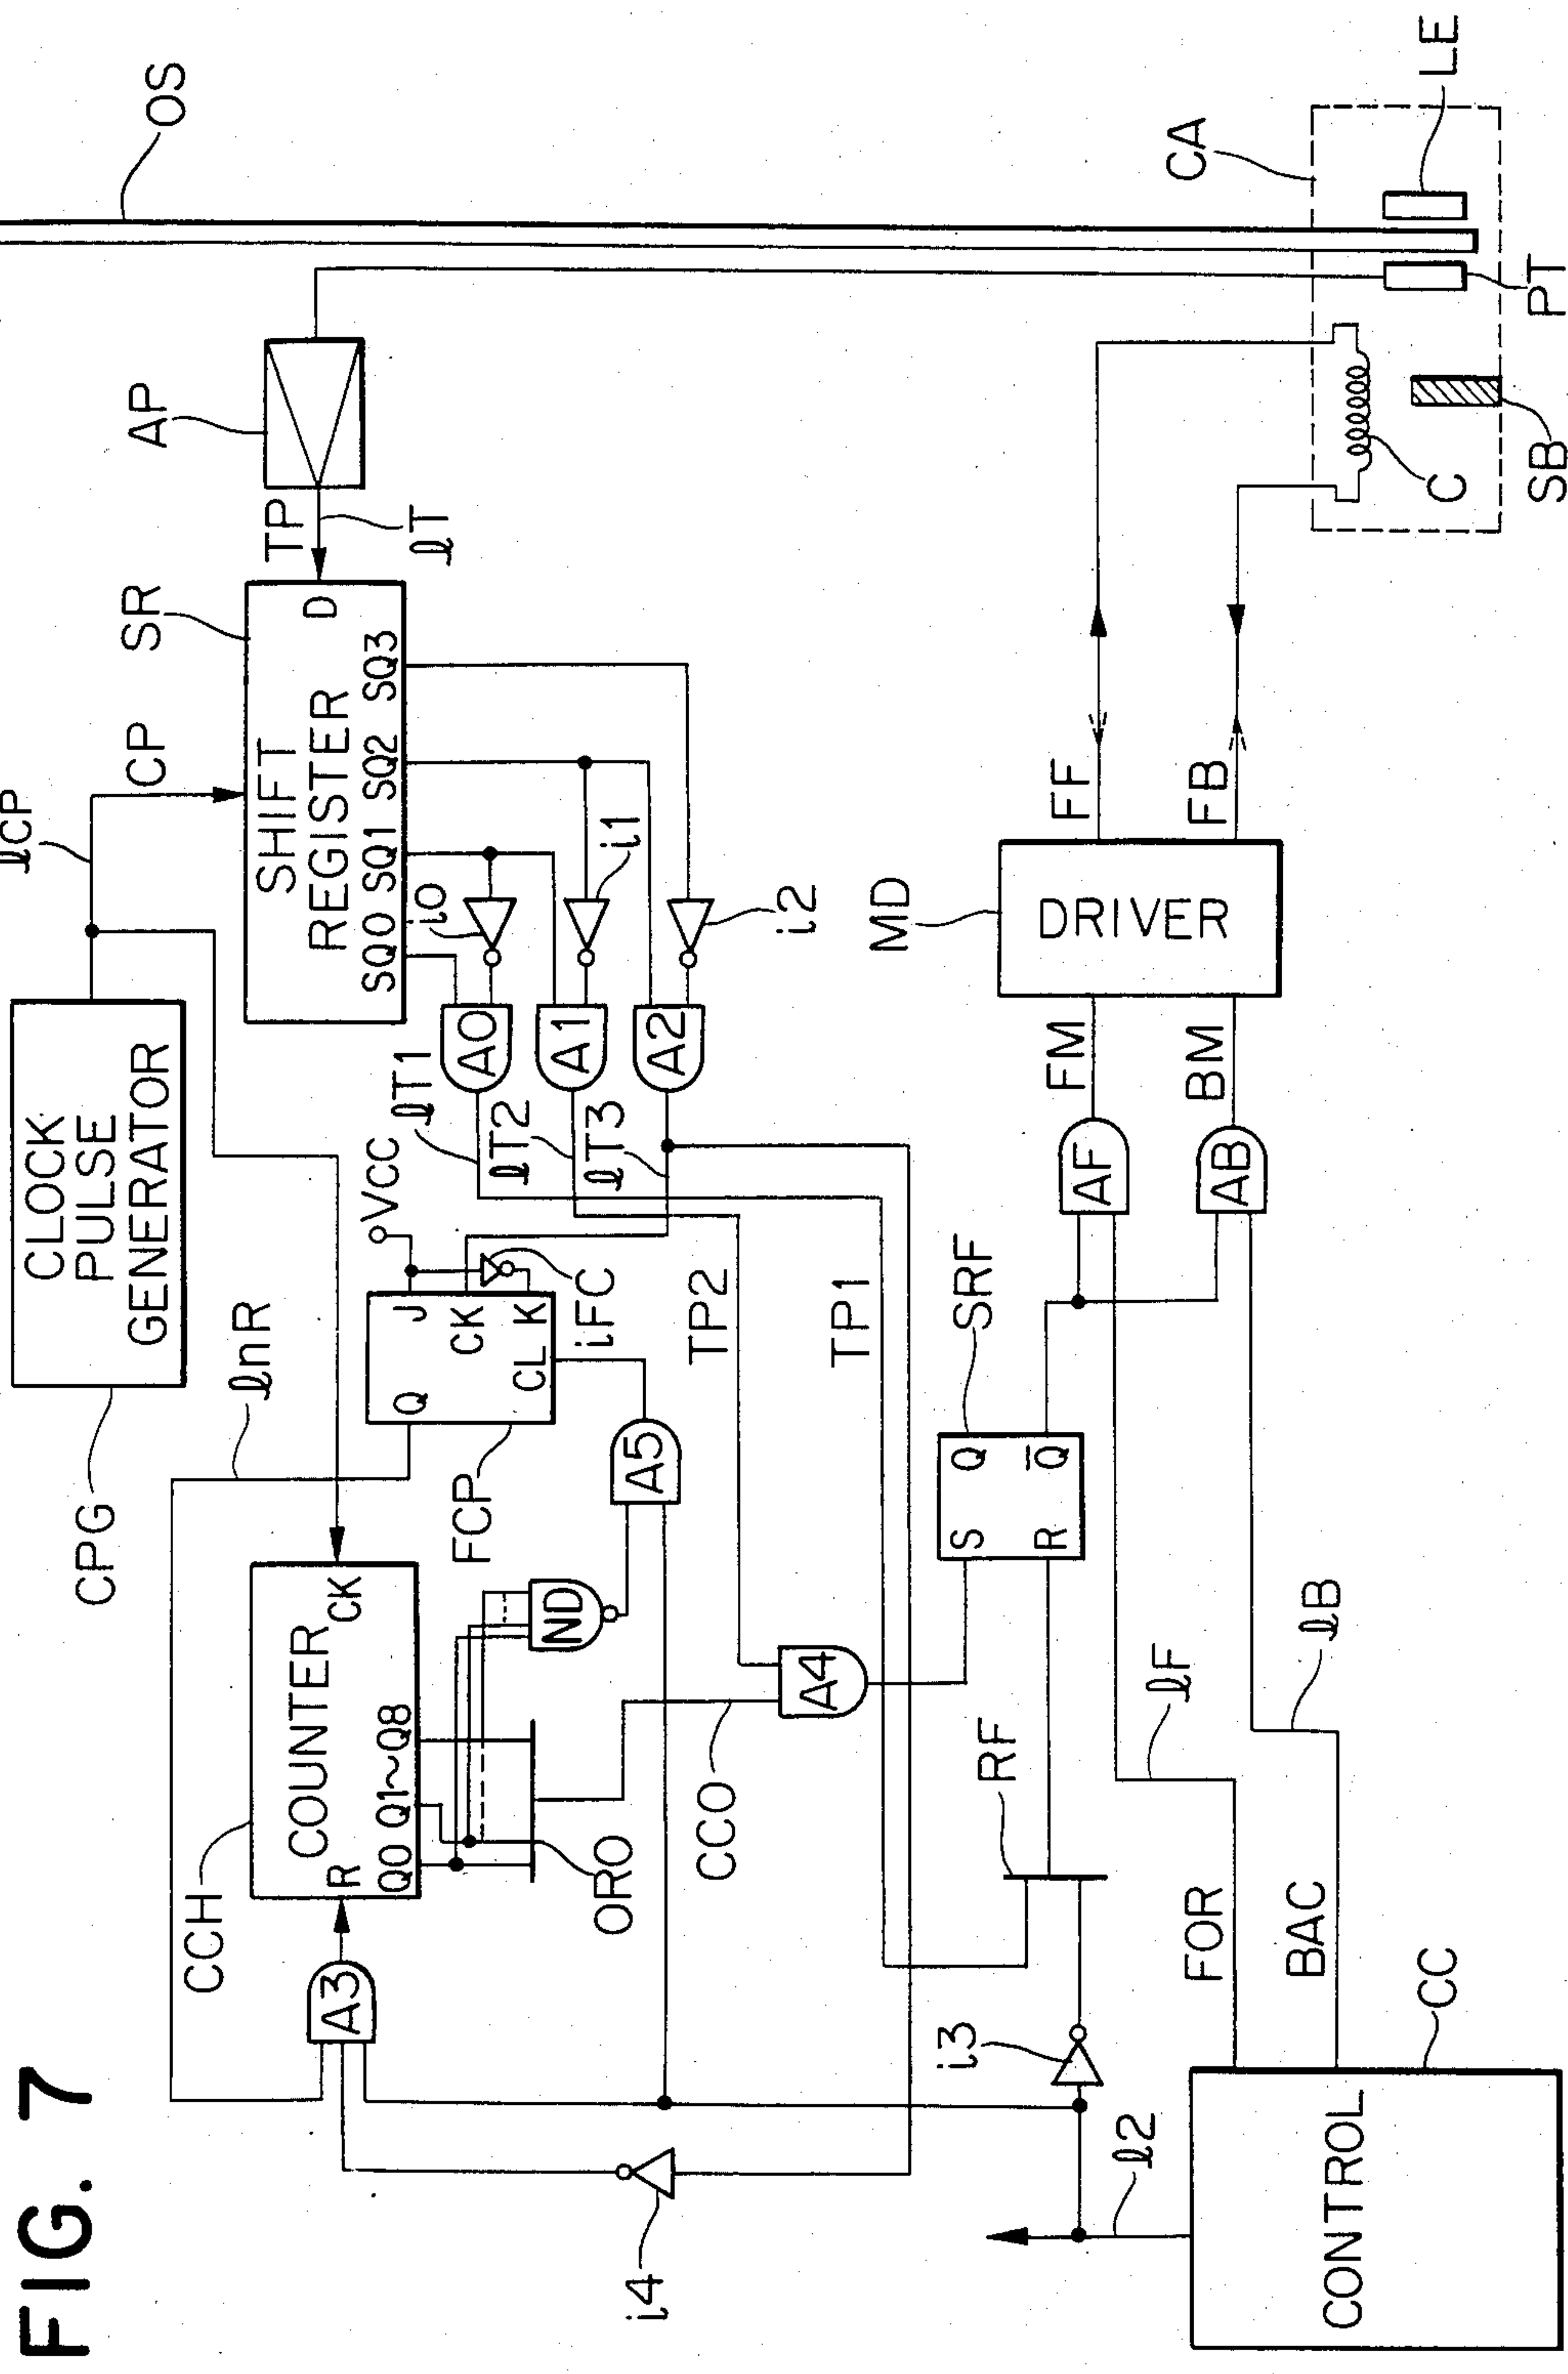 FIG. 7
CLOCK
PULSE
GENERATOR
CPG
ℓCP
CP
SR
SHIFT
REGISTER
D
SQ0 SQ1 SQ2 SQ3
TP
ℓT
AP
OS
i0
i1
i2
A0
A1
A2
ℓT1
ℓT2
ℓT3
VCC
ℓnR
J
CK
K
CL
Q
iFC
FCP
CCH
COUNTER
R
CK
Q0 Q1~Q8
A3
ND
A5
OR0
CCO
A4
TP2
TP1
i4
i3
RF
SRF
S
Q
R
Q̅
AF
AB
FM
BM
MD
DRIVER
FF
FB
CA
LE
PT
SB
C
ℓF
ℓB
FOR
BAC
CC
CONTROL
ℓ2